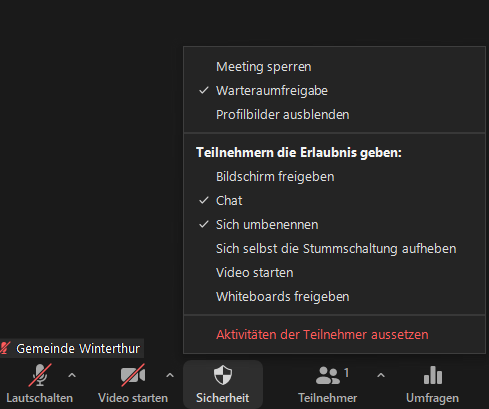 Meeting sperren
Warteraumfreigabe
Profilbilder ausblenden
Teilnehmern die Erlaubnis geben:
Bildschirm freigeben
Chat
Sich umbenennen
Sich selbst die Stummschaltung aufheben
Video starten
Whiteboards freigeben
Aktivitäten der Teilnehmer aussetzen
Gemeinde Winterthur
1
Lautschalten Video starten Sicherheit Teilnehmer Umfragen